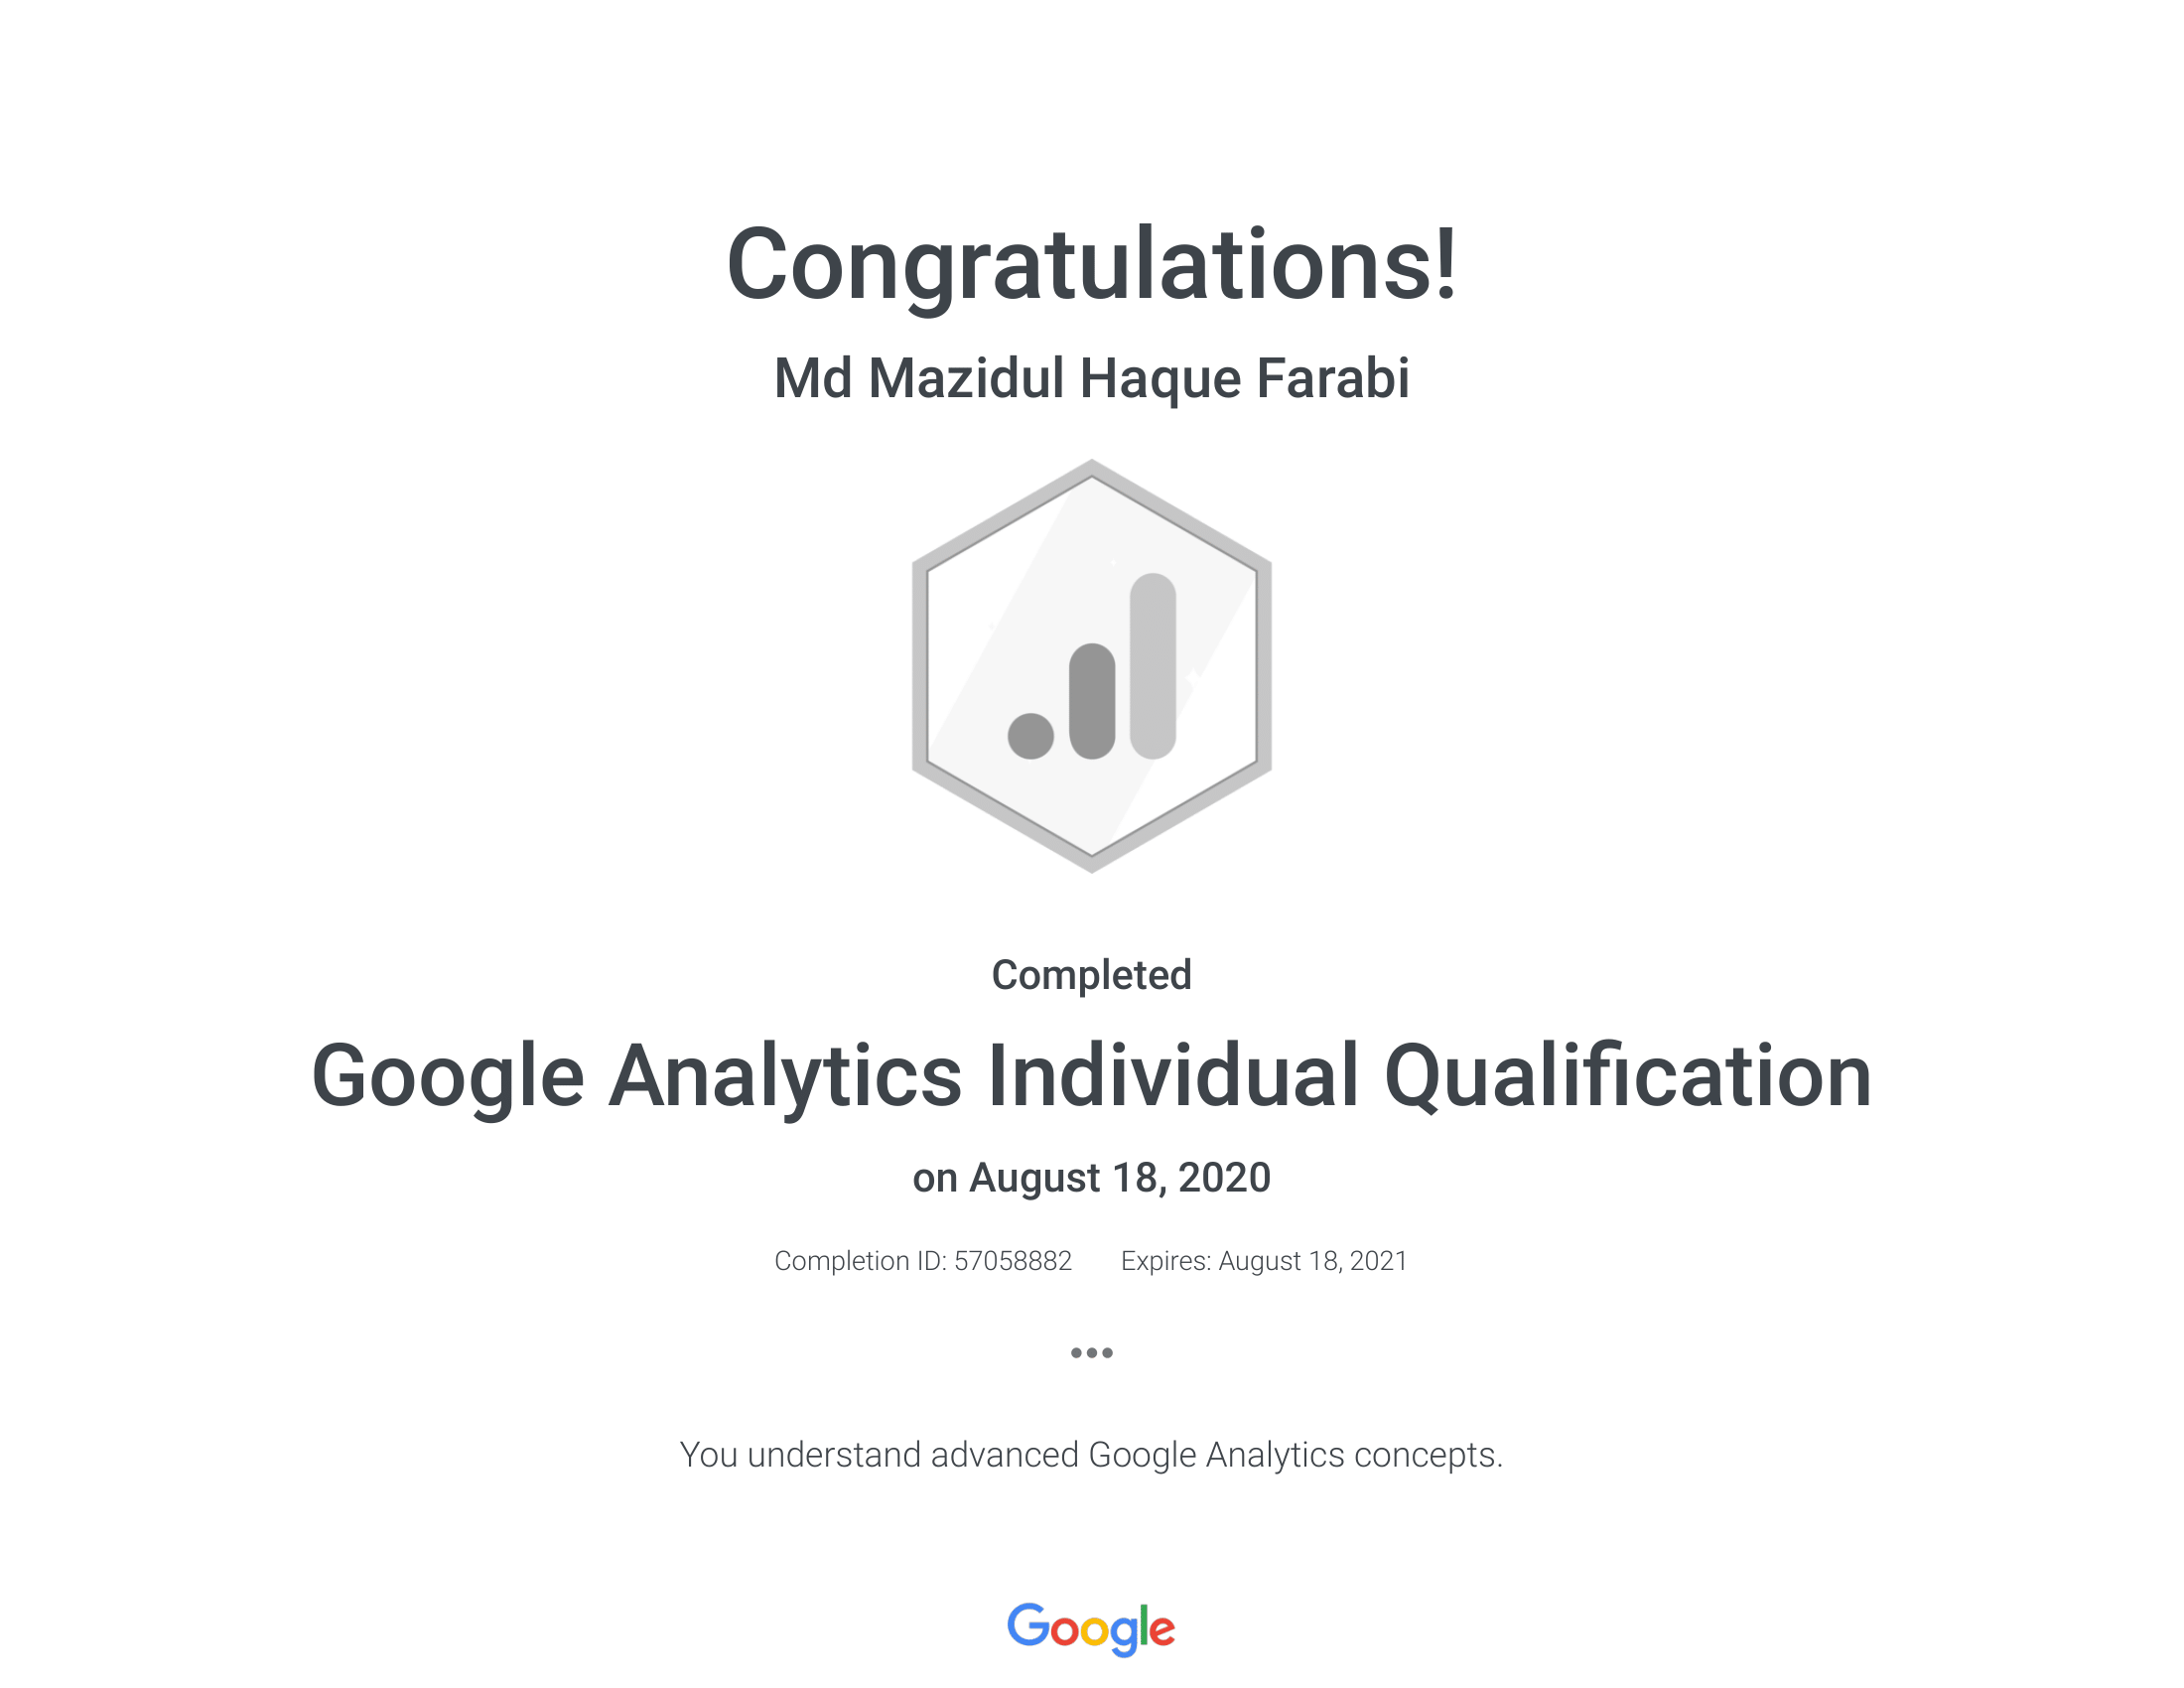 Congratulations!
Md Mazidul Haque Farabi
Completed
Google Analytics Individual Qualification
on August 18, 2020
Completion ID: 57058882 Expires: August 18, 2021
You understand advanced Google Analytics concepts.
Google